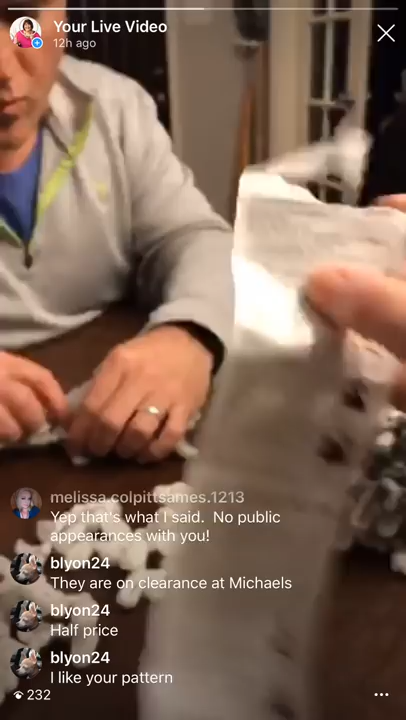 Your Live Video
12h ago
melissa.colpittsames.1213
Yep that's what I said. No public
appearances with you!
blyon24
They are on clearance at Michaels
blyon24
Half price
blyon24
I like your pattern
232